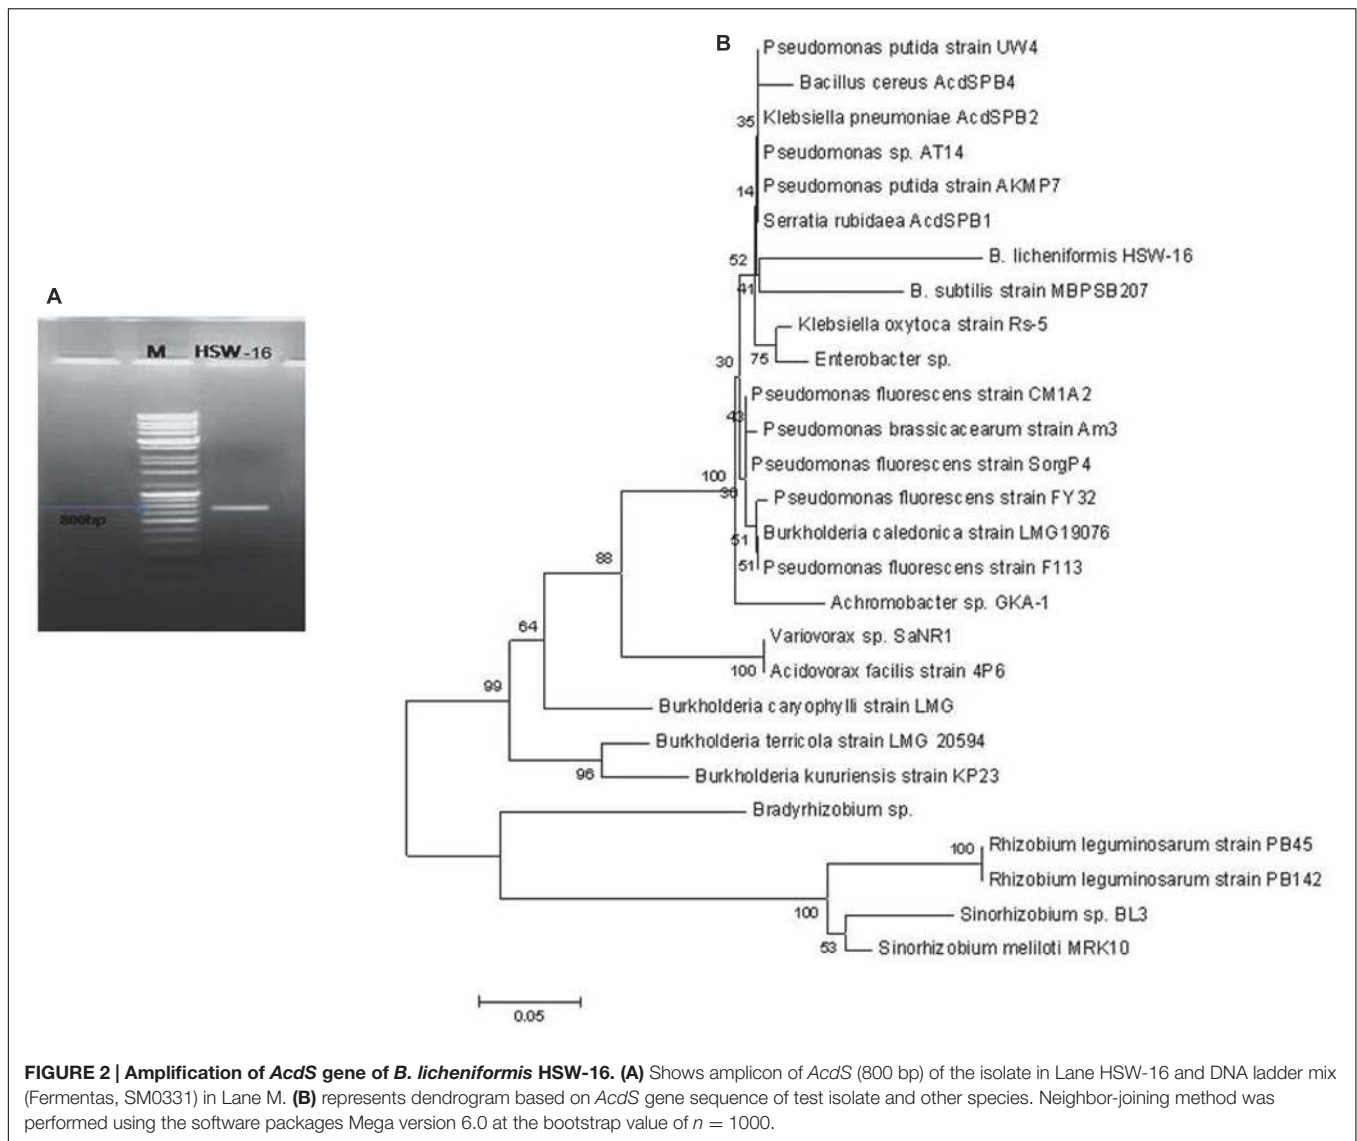 A
M HSW-16
800bp
B
Pseudomonas putida strain UW4
Bacillus cereus AcdSPB4
35
Klebsiella pneumoniae AcdSPB2
Pseudomonas sp. AT14
14
Pseudomonas putida strain AKMP7
Serratia rubidaea AcdSPB1
52
B. licheniformis HSW-16
41
B. subtilis strain MBPSB207
Klebsiella oxytoca strain Rs-5
30
75
Enterobacter sp.
Pseudomonas fluorescens strain CM1A2
43
Pseudomonas brassicacearum strain Am3
Pseudomonas fluorescens strain SorgP4
100
36
Pseudomonas fluorescens strain FY32
Burkholderia caledonica strain LMG19076
51
51
Pseudomonas fluorescens strain F113
88
Achromobacter sp. GKA-1
64
Variovorax sp. SaNR1
100
Acidovorax facilis strain 4P6
99
Burkholderia caryophylli strain LMG
Burkholderia terricola strain LMG 20594
96
Burkholderia kururiensis strain KP23
Bradyrhizobium sp.
100
Rhizobium leguminosarum strain PB45
Rhizobium leguminosarum strain PB142
100
Sinorhizobium sp. BL3
53
Sinorhizobium meliloti MRK10
0.05
FIGURE 2 | Amplification of AcdS gene of B. licheniformis HSW-16. (A) Shows amplicon of AcdS (800 bp) of the isolate in Lane HSW-16 and DNA ladder mix
(Fermentas, SM0331) in Lane M. (B) represents dendrogram based on AcdS gene sequence of test isolate and other species. Neighbor-joining method was
performed using the software packages Mega version 6.0 at the bootstrap value of n = 1000.